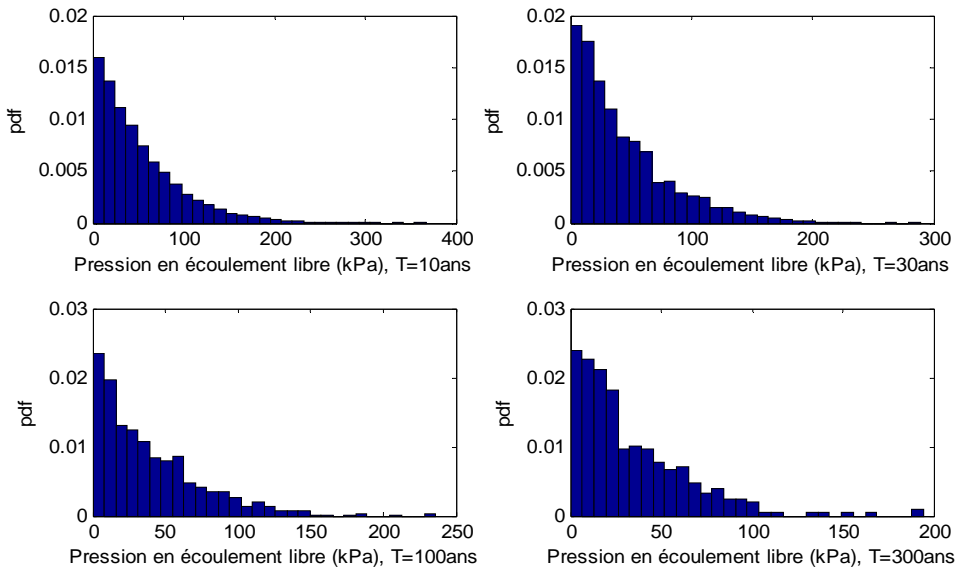 0.02
0.015
0.01
0.005
0
pdf
0 100 200 300 400
Pression en écoulement libre (kPa), T=10ans
0.02
0.015
0.01
0.005
0
pdf
0 100 200 300
Pression en écoulement libre (kPa), T=30ans
0.03
0.02
0.01
0
pdf
0 50 100 150 200 250
Pression en écoulement libre (kPa), T=100ans
0.03
0.02
0.01
0
pdf
0 50 100 150 200
Pression en écoulement libre (kPa), T=300ans